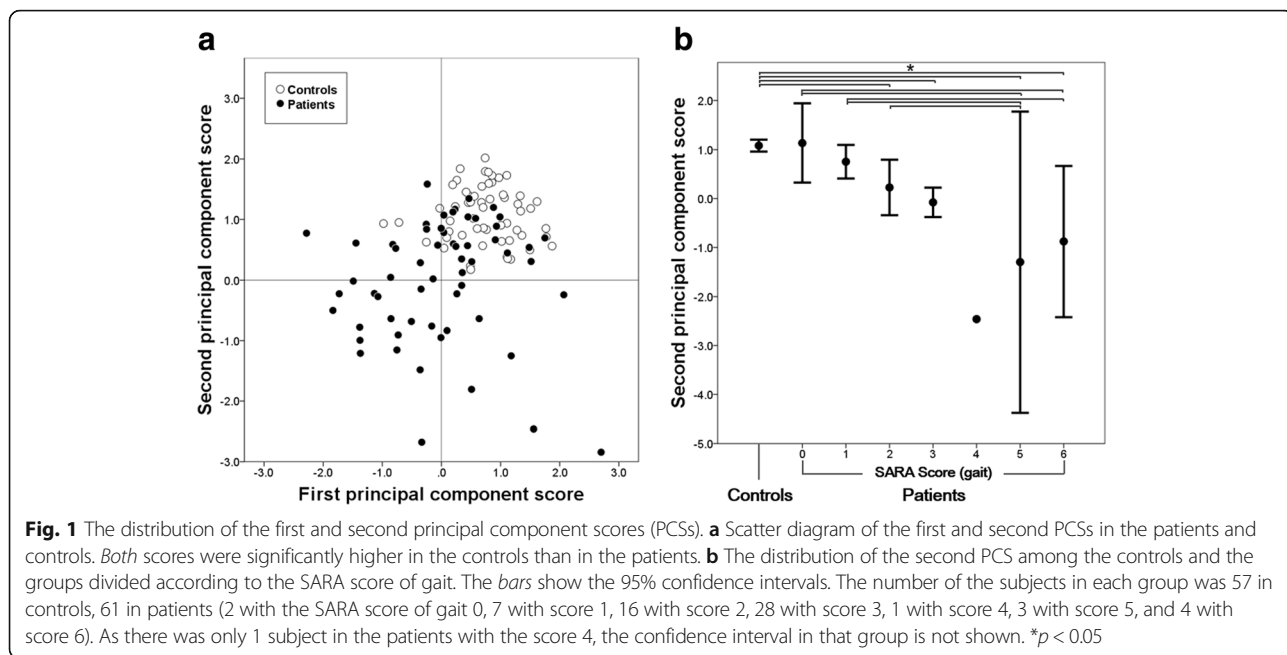 a
b
Controls
Patients
3.0
2.0
1.0
0.0
-1.0
-2.0
-3.0
Second principal component score
-3.0 -2.0 -1.0 .0 1.0 2.0 3.0
First principal component score
*
2.0
1.0
0.0
-1.0
-2.0
-3.0
-4.0
-5.0
Second principal component score
0 1 2 3 4 5 6
SARA Score (gait)
Controls Patients
Fig. 1 The distribution of the first and second principal component scores (PCSs). a Scatter diagram of the first and second PCSs in the patients and
controls. Both scores were significantly higher in the controls than in the patients. b The distribution of the second PCS among the controls and the
groups divided according to the SARA score of gait. The bars show the 95% confidence intervals. The number of the subjects in each group was 57 in
controls, 61 in patients (2 with the SARA score of gait 0, 7 with score 1, 16 with score 2, 28 with score 3, 1 with score 4, 3 with score 5, and 4 with
score 6). As there was only 1 subject in the patients with the score 4, the confidence interval in that group is not shown. *p < 0.05